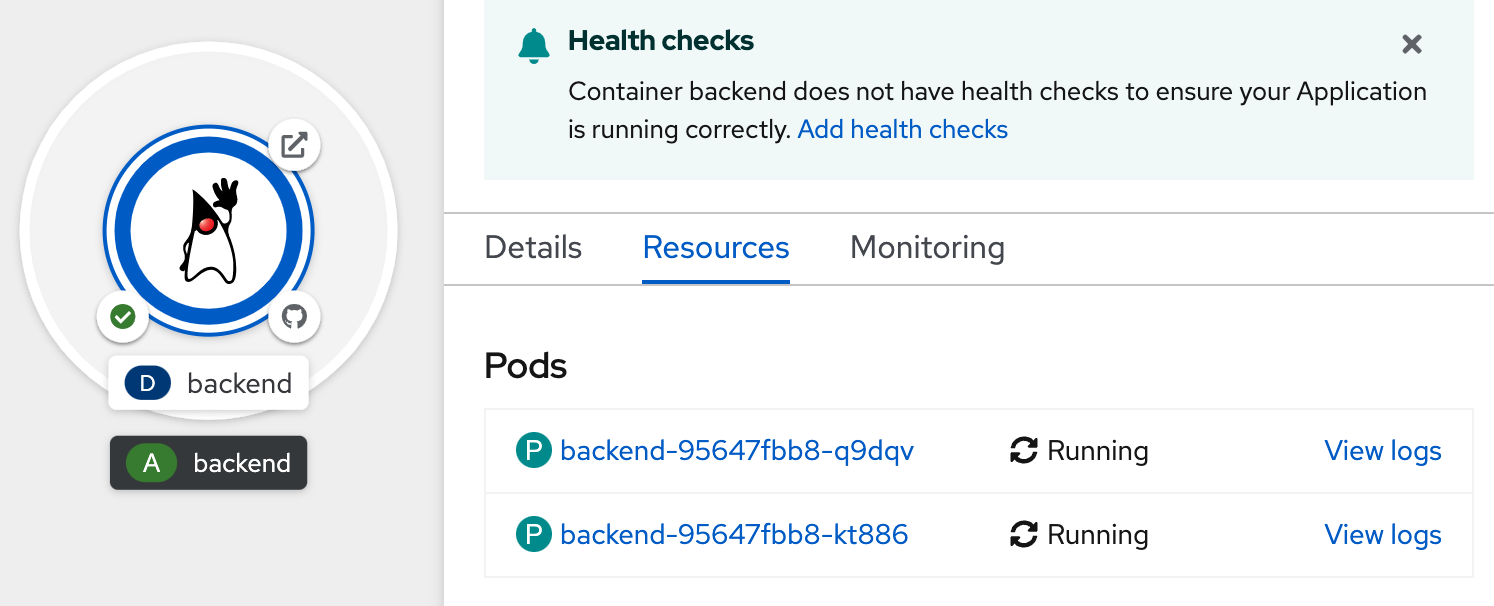 Health checks
Container backend does not have health checks to ensure your Application
is running correctly. Add health checks
Details Resources Monitoring
Pods
P backend-95647fbb8-q9dqv Running View logs
P backend-95647fbb8-kt886 Running View logs
D backend
A backend